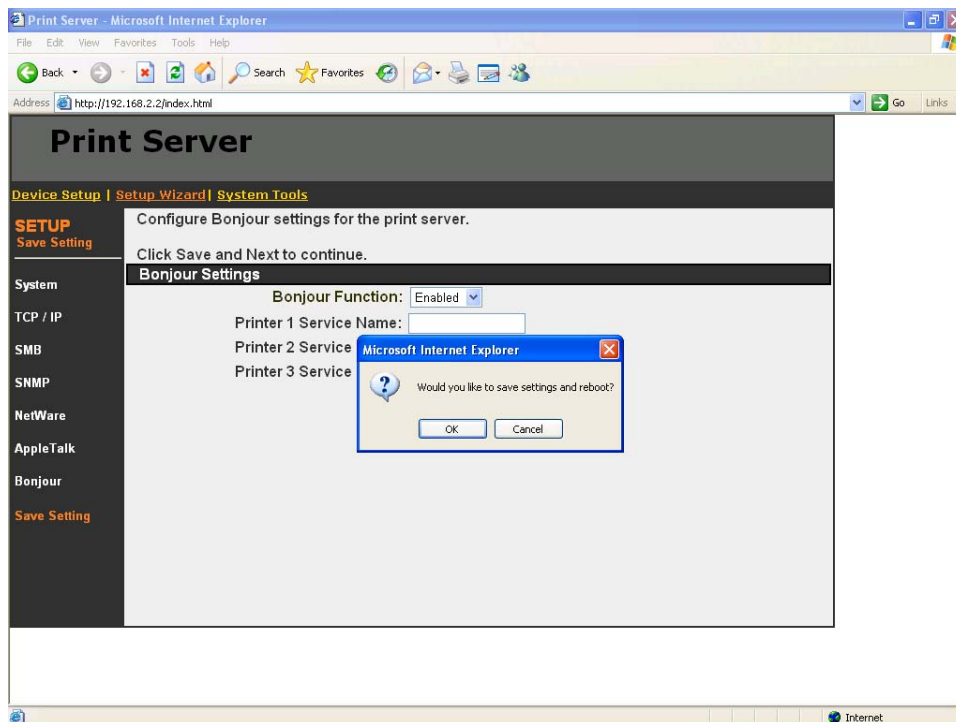 Print Server - Microsoft Internet Explorer
File Edit View Favorites Tools Help
Back Search Favorites
Address http://192.168.2.2/index.html Go Links
Print Server
Device Setup | Setup Wizard | System Tools
SETUP
Save Setting
System
TCP / IP
SMB
SNMP
NetWare
AppleTalk
Bonjour
Save Setting
Configure Bonjour settings for the print server.
Click Save and Next to continue.
Bonjour Settings
Bonjour Function: Enabled
Printer 1 Service Name:
Printer 2 Service
Printer 3 Service
Microsoft Internet Explorer
Would you like to save settings and reboot?
OK Cancel
Internet